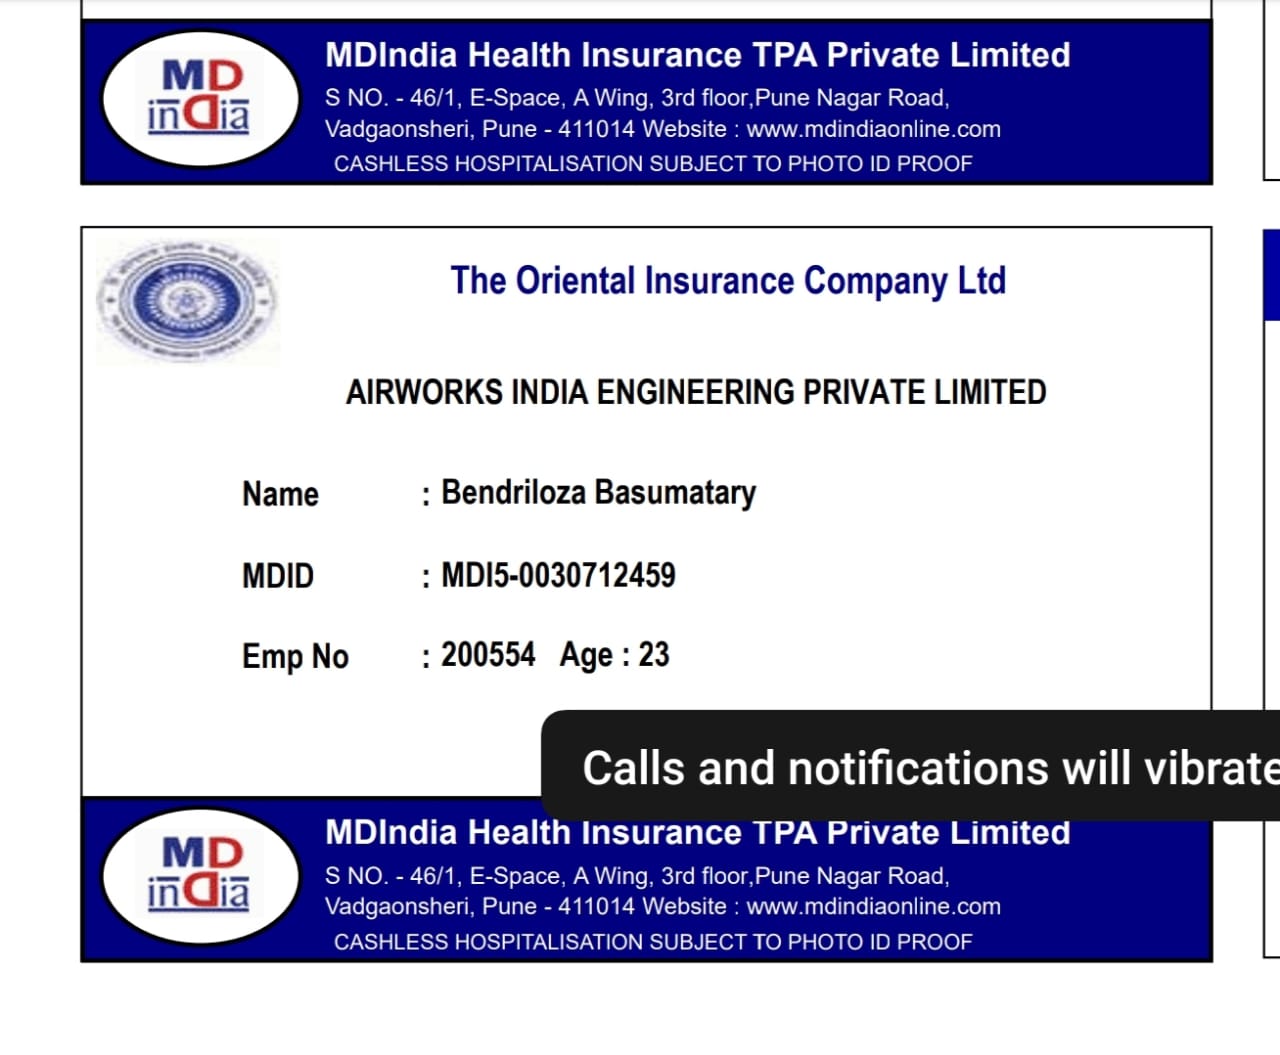 MD
india
MDIndia Health Insurance TPA Private Limited
S NO. - 46/1, E-Space, A Wing, 3rd floor,Pune Nagar Road,
Vadgaonsheri, Pune - 411014 Website : www.mdindiaonline.com
CASHLESS HOSPITALISATION SUBJECT TO PHOTO ID PROOF
The Oriental Insurance Company Ltd
AIRWORKS INDIA ENGINEERING PRIVATE LIMITED
Name : Bendriloza Basumatary
MDID : MDI5-0030712459
Emp No : 200554 Age : 23
Calls and notifications will vibrate
MD
india
MDIndia Health Insurance TPA Private Limited
S NO. - 46/1, E-Space, A Wing, 3rd floor,Pune Nagar Road,
Vadgaonsheri, Pune - 411014 Website : www.mdindiaonline.com
CASHLESS HOSPITALISATION SUBJECT TO PHOTO ID PROOF